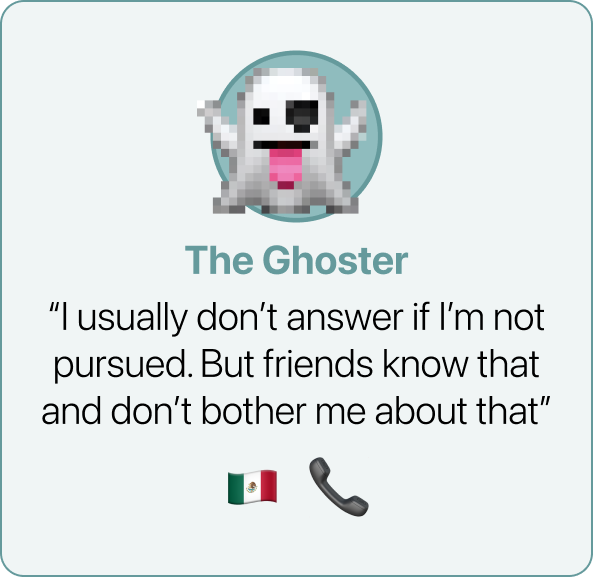 The Ghoster
“I usually don’t answer if I’m not
pursued. But friends know that
and don’t bother me about that”